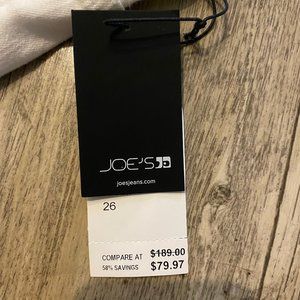 JOE'S
joesjeans.com
26
COMPARE AT $189.00
58% SAVINGS $79.97